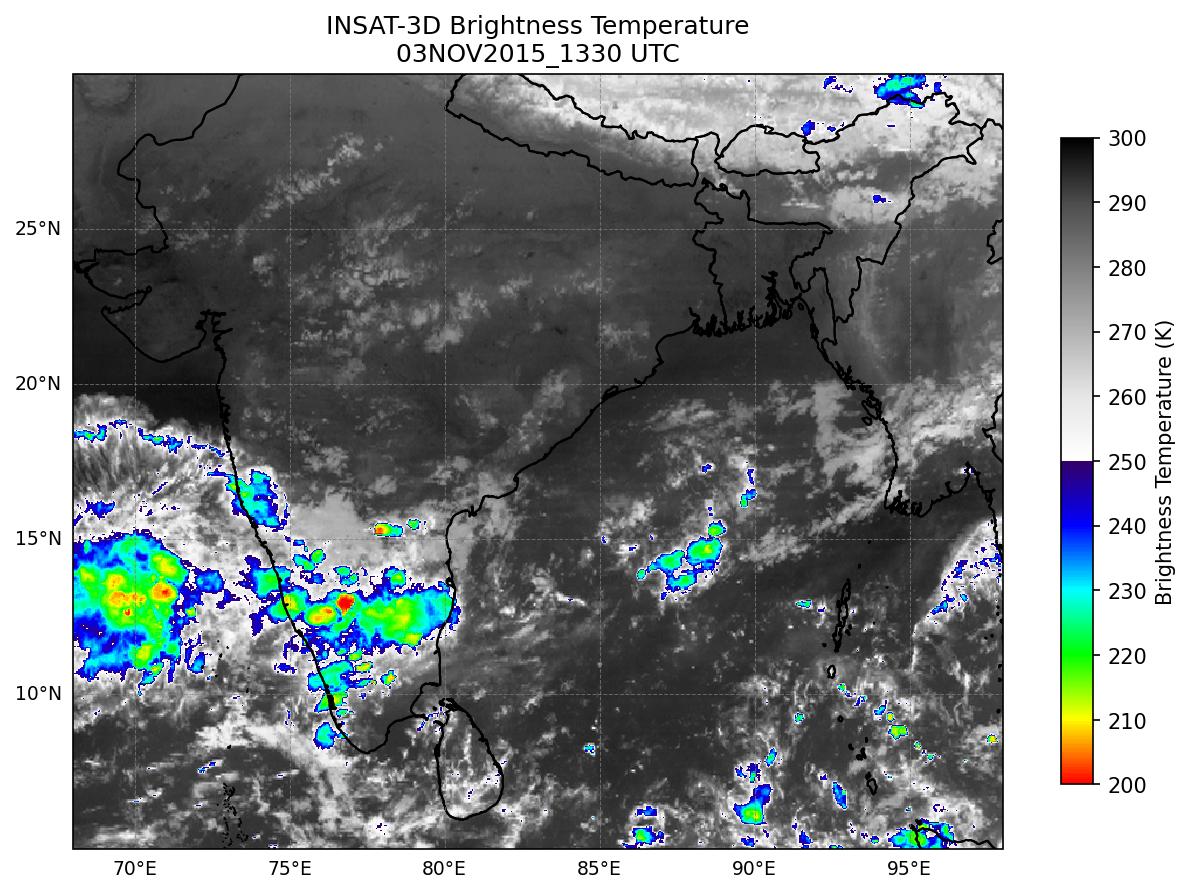 INSAT-3D Brightness Temperature
03NOV2015_1330 UTC
25°N
20°N
15°N
10°N
70°E
75°E
80°E
85°E
90°E
95°E
300
290
280
270
260
250
240
230
220
210
200
Brightness Temperature (K)